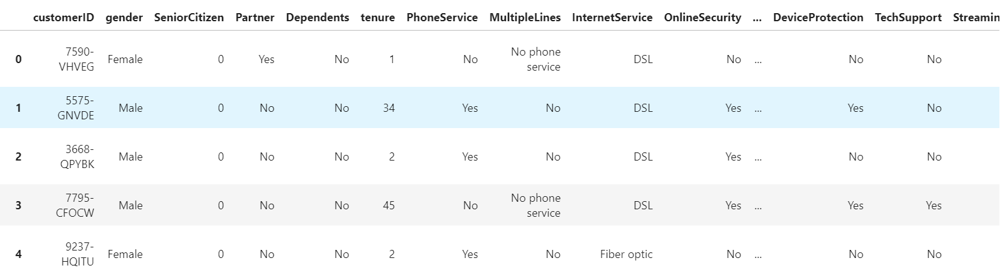 customerID gender SeniorCitizen Partner Dependents tenure PhoneService MultipleLines InternetService OnlineSecurity ... DeviceProtection TechSupport Streamin
0 7590-VHVEG Female 0 Yes No 1 No No phone service DSL No ... No No
1 5575-GNVDE Male 0 No No 34 Yes No DSL Yes ... Yes No
2 3668-QPYBK Male 0 No No 2 Yes No DSL Yes ... No No
3 7795-CFOCW Male 0 No No 45 No No phone service DSL Yes ... Yes Yes
4 9237-HQITU Female 0 No No 2 Yes No Fiber optic No ... No No